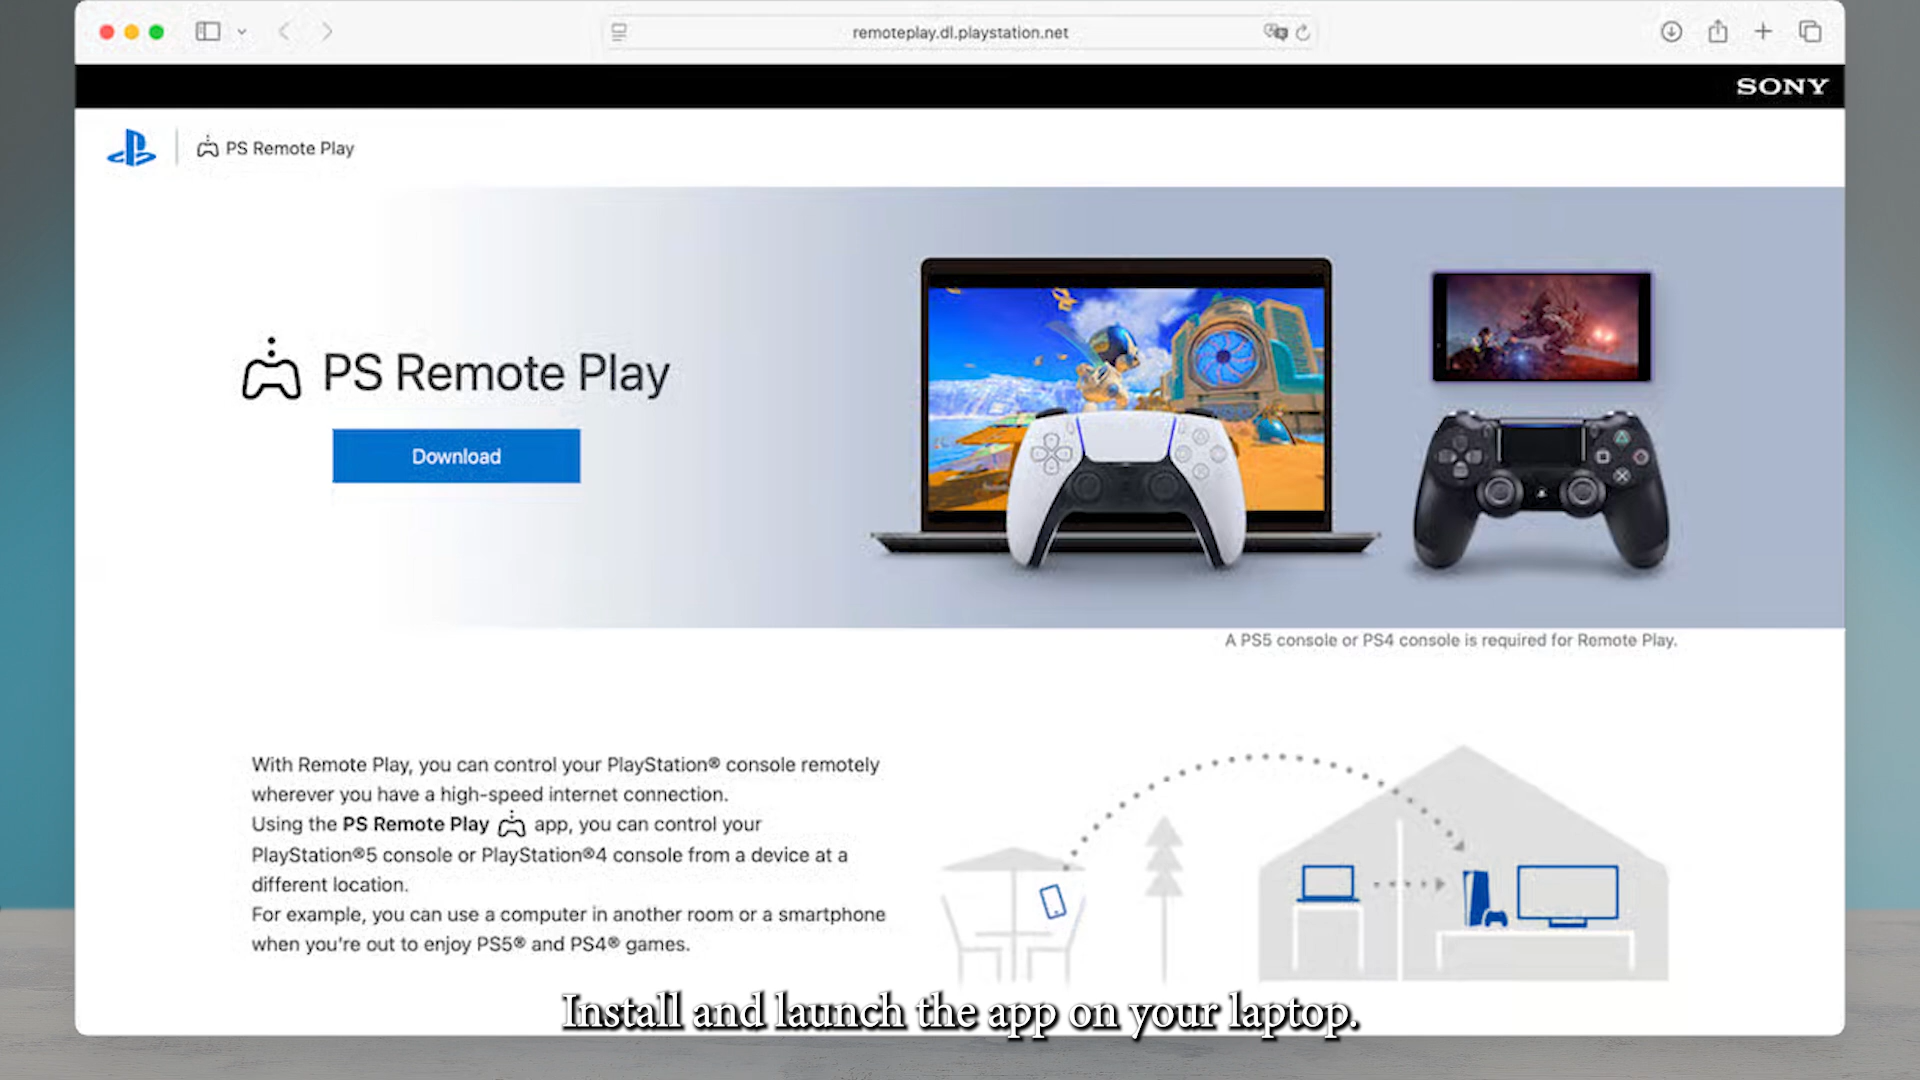 remoteplay.dl.playstation.net
SONY
PS Remote Play
PS Remote Play
Download
A PS5 console or PS4 console is required for Remote Play.
With Remote Play, you can control your PlayStation® console remotely
wherever you have a high-speed internet connection.
Using the PS Remote Play app, you can control your
PlayStation®5 console or PlayStation®4 console from a device at a
different location.
For example, you can use a computer in another room or a smartphone
when you're out to enjoy PS5® and PS4® games.
Install and launch the app on your laptop.